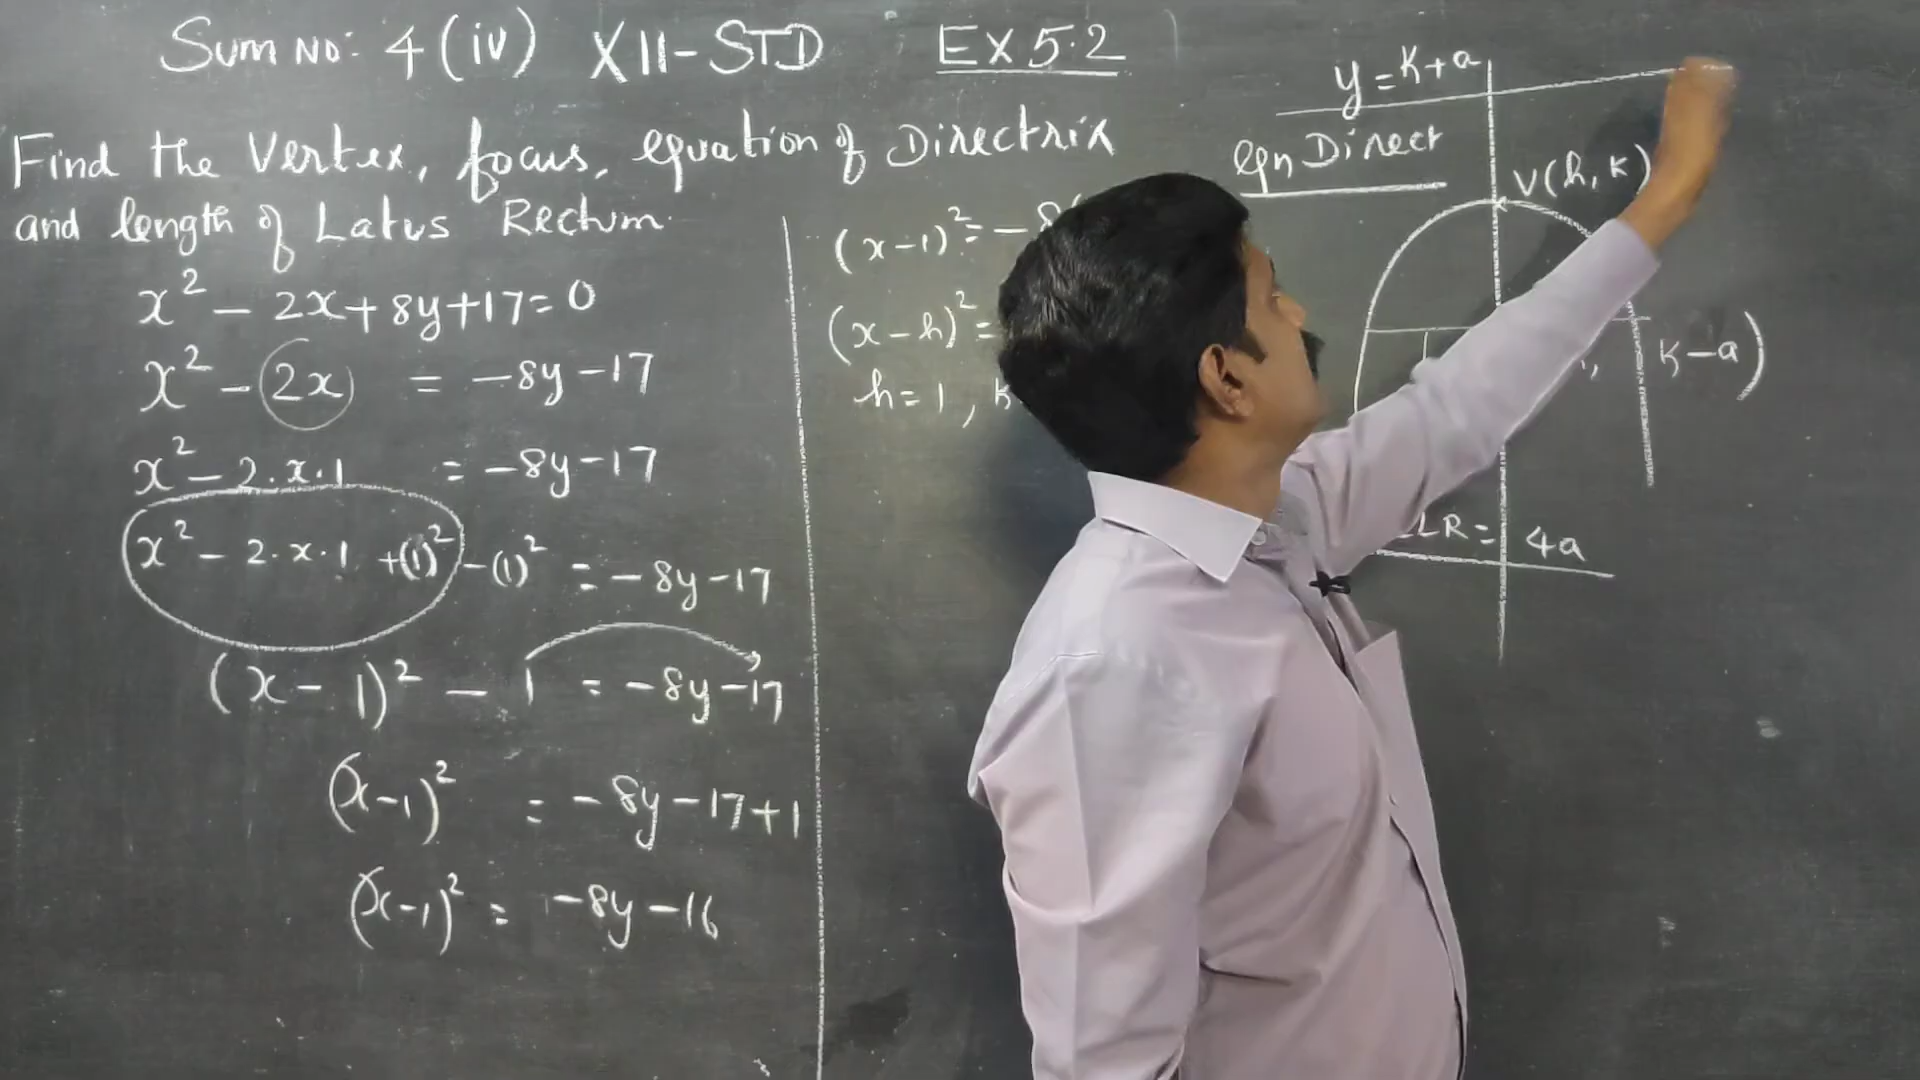 Sum NO: 4(iv) XII-STD EX 5.2
Find the Vertex, focus, equation of Directrix
and length of Latus Rectum.
x² - 2x + 8y + 17 = 0
x² - 2x = -8y - 17
x² - 2.x.1 = -8y - 17
x² - 2.x.1 + (1)² - (1)² = -8y - 17
(x - 1)² - 1 = -8y - 17
(x-1)² = -8y - 17 + 1
(x-1)² = -8y - 16
(x-1)² = -8
(x-h)² =
h = 1, k
y = k+a
Eqn Direct
V(h, k)
k-a)
LR = 4a